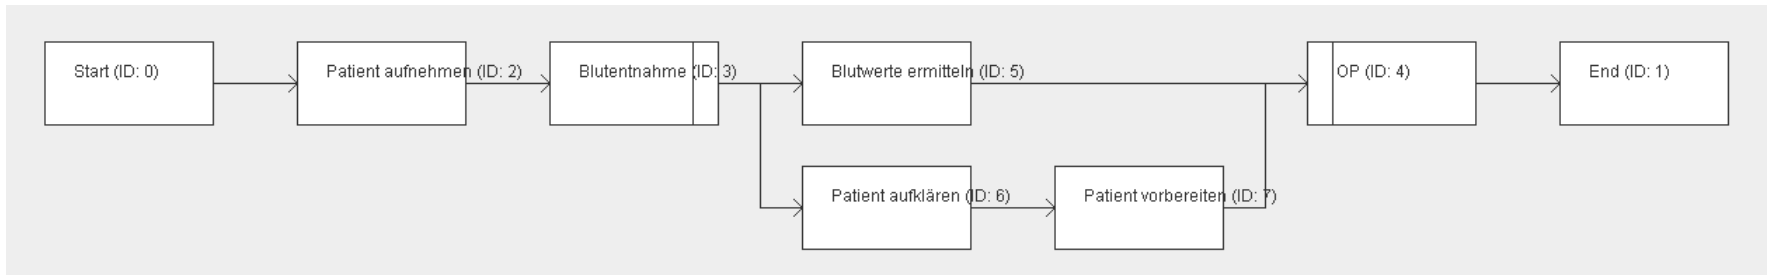 Start (ID: 0)
Patient aufnehmen (ID: 2)
Blutentnahme (ID: 3)
Blutwerte ermitteln (ID: 5)
OP (ID: 4)
End (ID: 1)
Patient aufklären (ID: 6)
Patient vorbereiten (ID: 7)